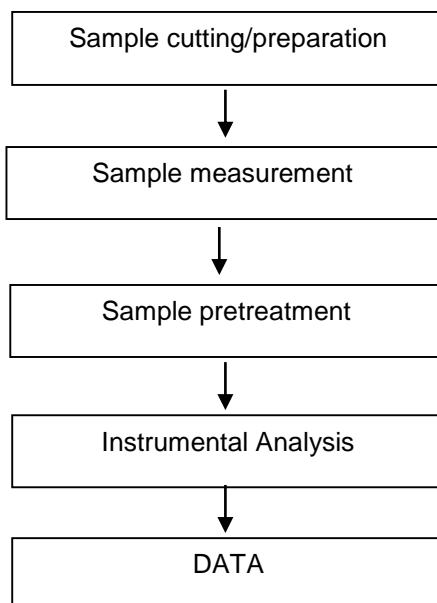 Sample cutting/preparation
Sample measurement
Sample pretreatment
Instrumental Analysis
DATA